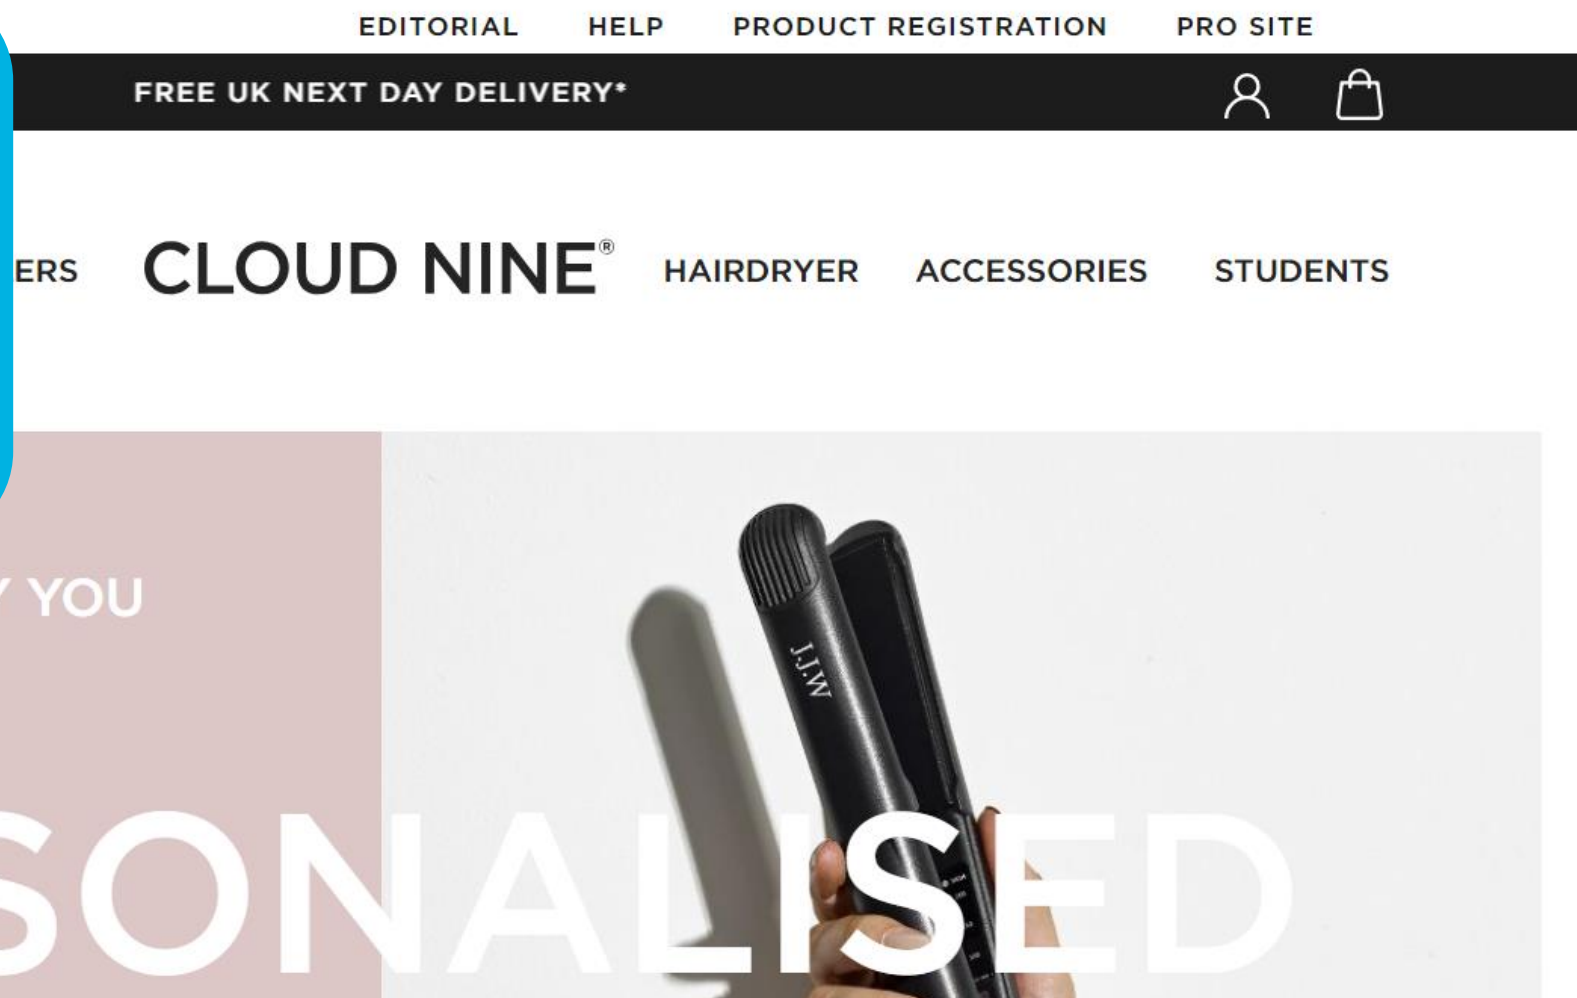 EDITORIAL HELP PRODUCT REGISTRATION PRO SITE
FREE UK NEXT DAY DELIVERY*
ERS CLOUD NINE® HAIRDRYER ACCESSORIES STUDENTS
YOU
J.J.W
SONALISED